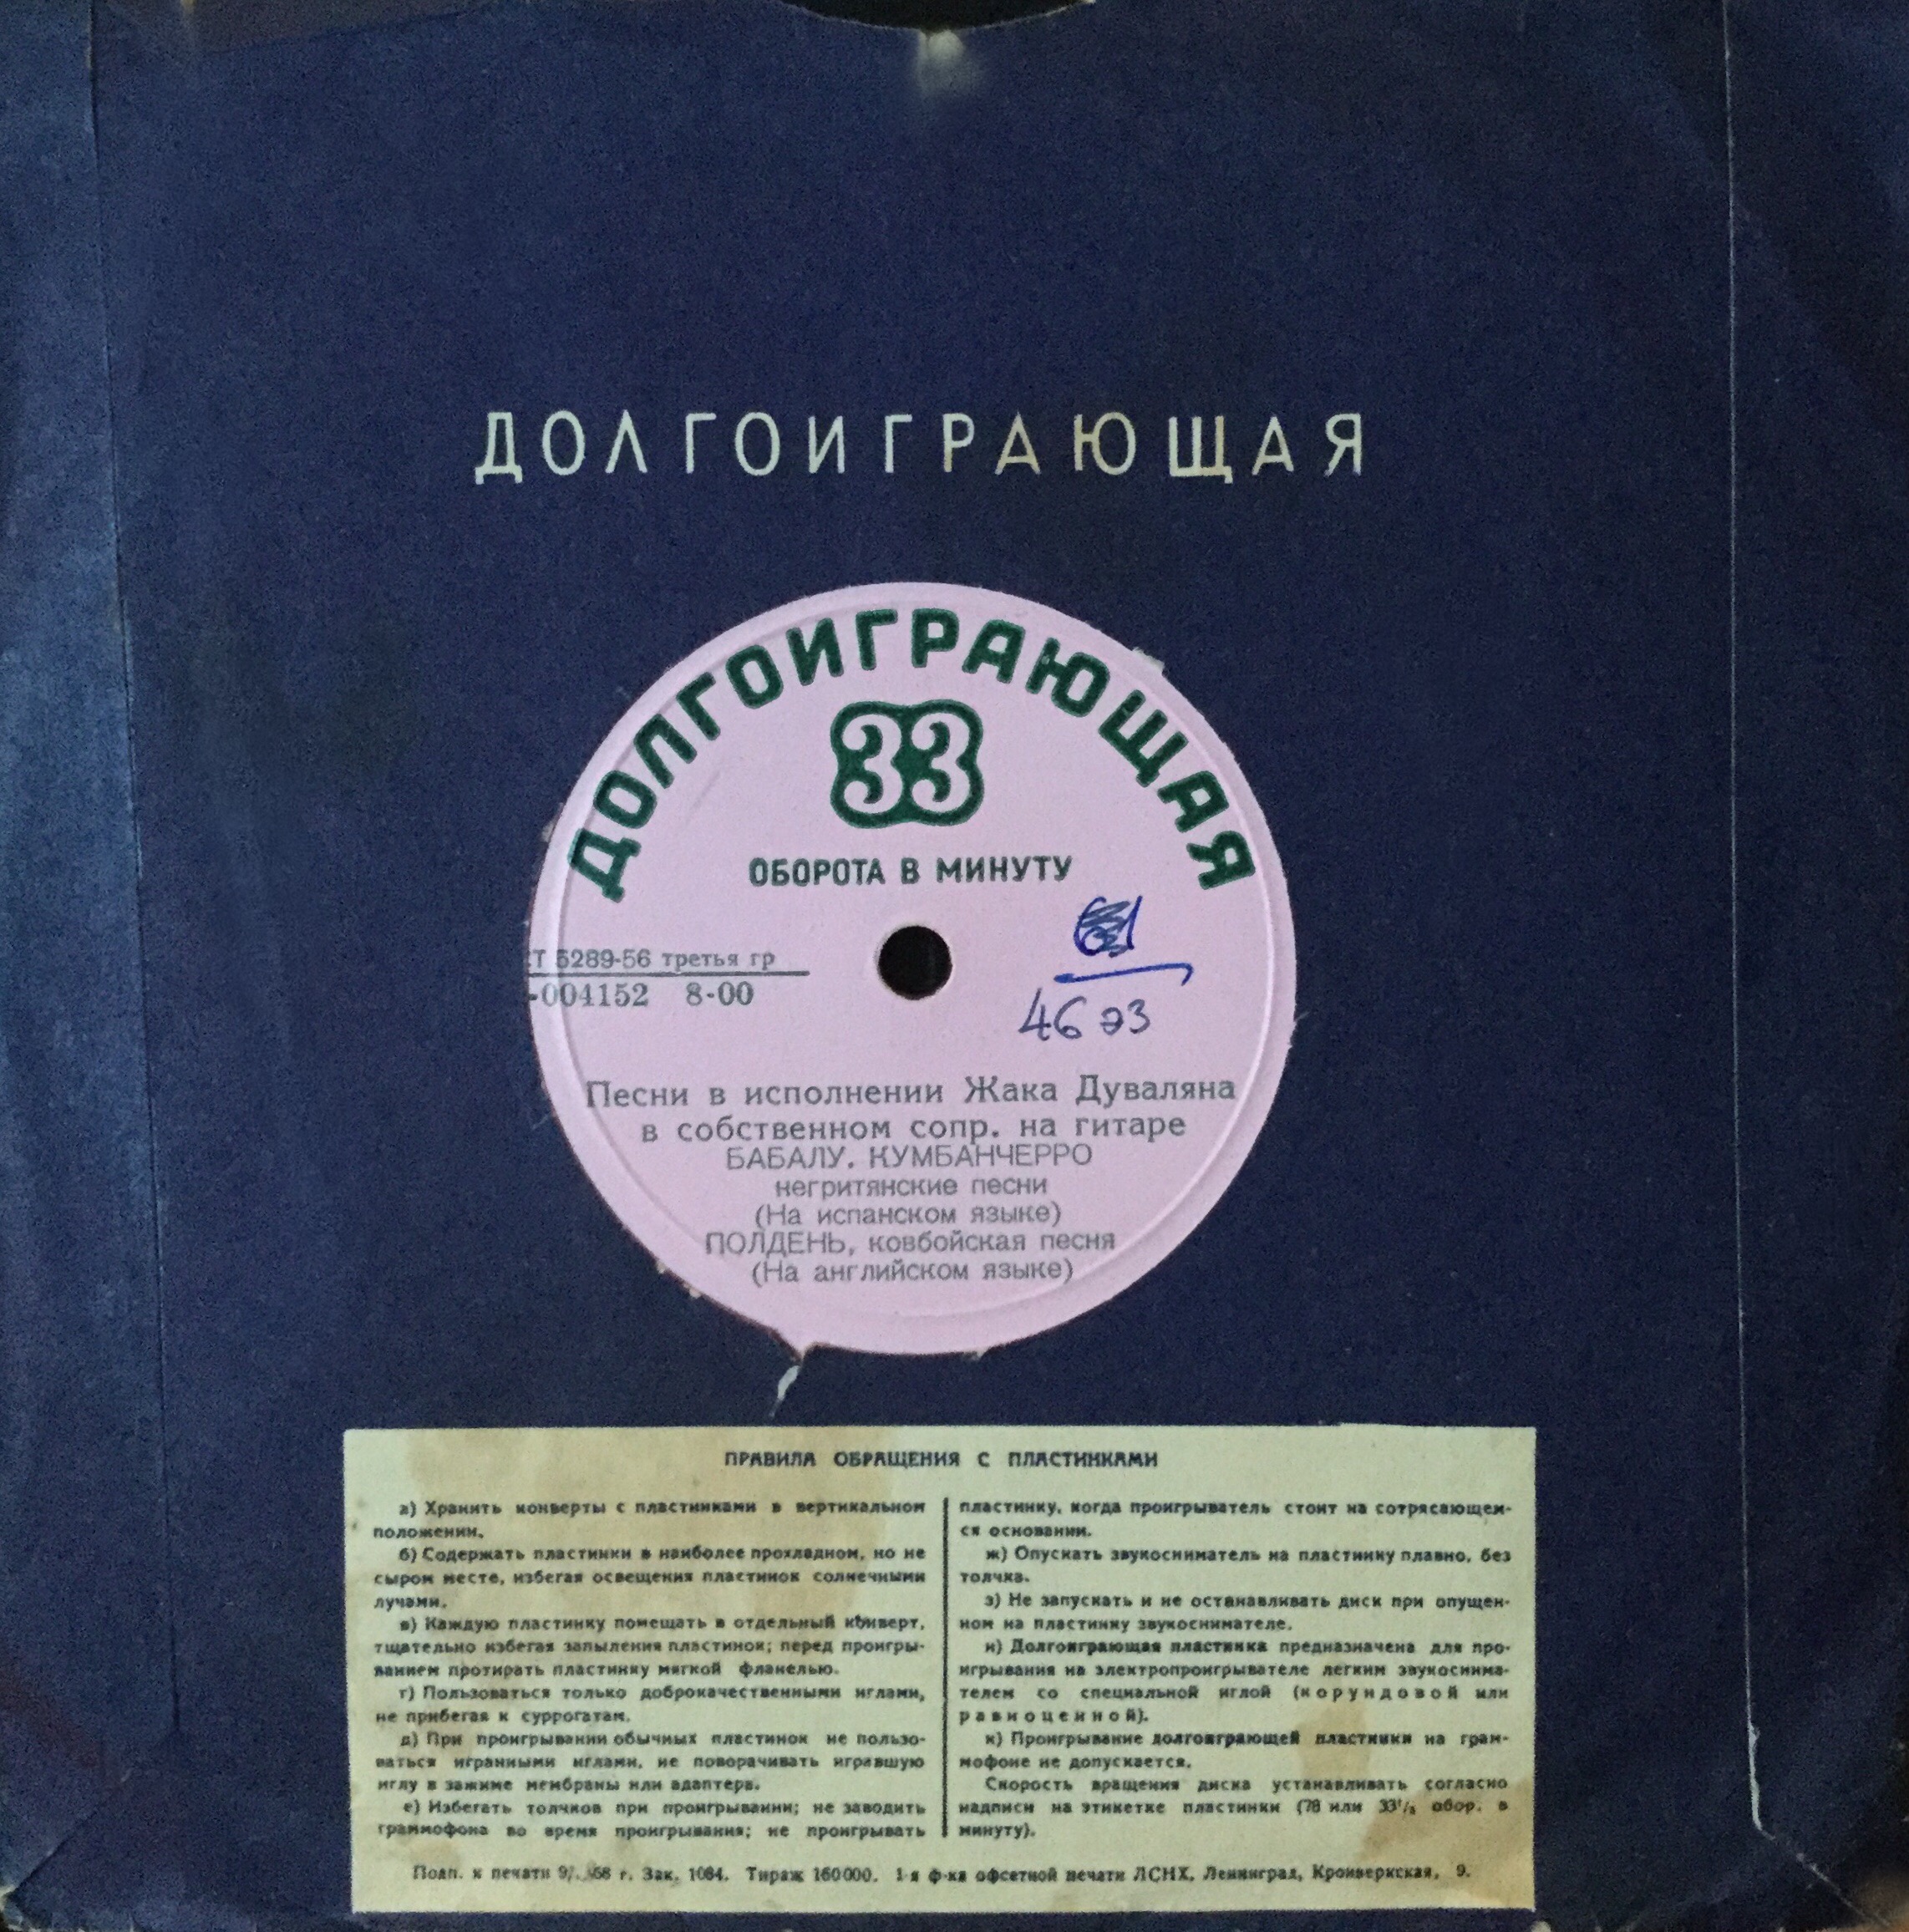 ДОЛГОИГРАЮЩАЯ
ДОЛГОИГРАЮЩАЯ
33
ОБОРОТА В МИНУТУ
Т 5289-56 третья гр
-004152 8-00
46 эз
Песни в исполнении Жака Дуваляна
в собственном сопр. на гитаре
БАБАЛУ. КУМБАНЧЕРРО
негритянские песни
(На испанском языке)
ПОЛДЕНЬ, ковбойская песня
(На английском языке)
ПРАВИЛА ОБРАЩЕНИЯ С ПЛАСТИНКАМИ
а) Хранить конверты с пластинками в вертикальном
положении.
б) Содержать пластинки в наиболее прохладном, но не
сыром месте, избегая освещения пластинок солнечными
лучами.
в) Каждую пластинку помещать в отдельный конверт,
тщательно избегая запыления пластинок; перед проигры-
ванием протирать пластинку мягкой фланелью.
г) Пользоваться только доброкачественными иглами,
не прибегая к суррогатам.
д) При проигрывании обычных пластинок не пользо-
ваться игранными иглами, не поворачивать игравшую
иглу в зажиме мембраны или адаптера.
е) Избегать толчков при проигрывании; не заводить
граммофона во время проигрывания; не проигрывать
пластинку, когда проигрыватель стоит на сотрясающем-
ся основании.
ж) Опускать звукосниматель на пластинку плавно, без
толчка.
з) Не запускать и не останавливать диск при опущен-
ном на пластинку звукоснимателе.
и) Долгоиграющая пластинка предназначена для про-
игрывания на электропроигрывателе легким звукоснима-
телем со специальной иглой (корундовой или
равноценной).
к) Проигрывание долгоиграющей пластинки на грам-
мофоне не допускается.
Скорость вращения диска устанавливать согласно
надписи на этикетке пластинки (78 или 33⅓ обор. в
минуту).
Подп. к печати г. Зак. 1084. Тираж 160000. 1-я ф-ка офсетной печати ЛСНХ, Ленинград, Кронверкская, 9.